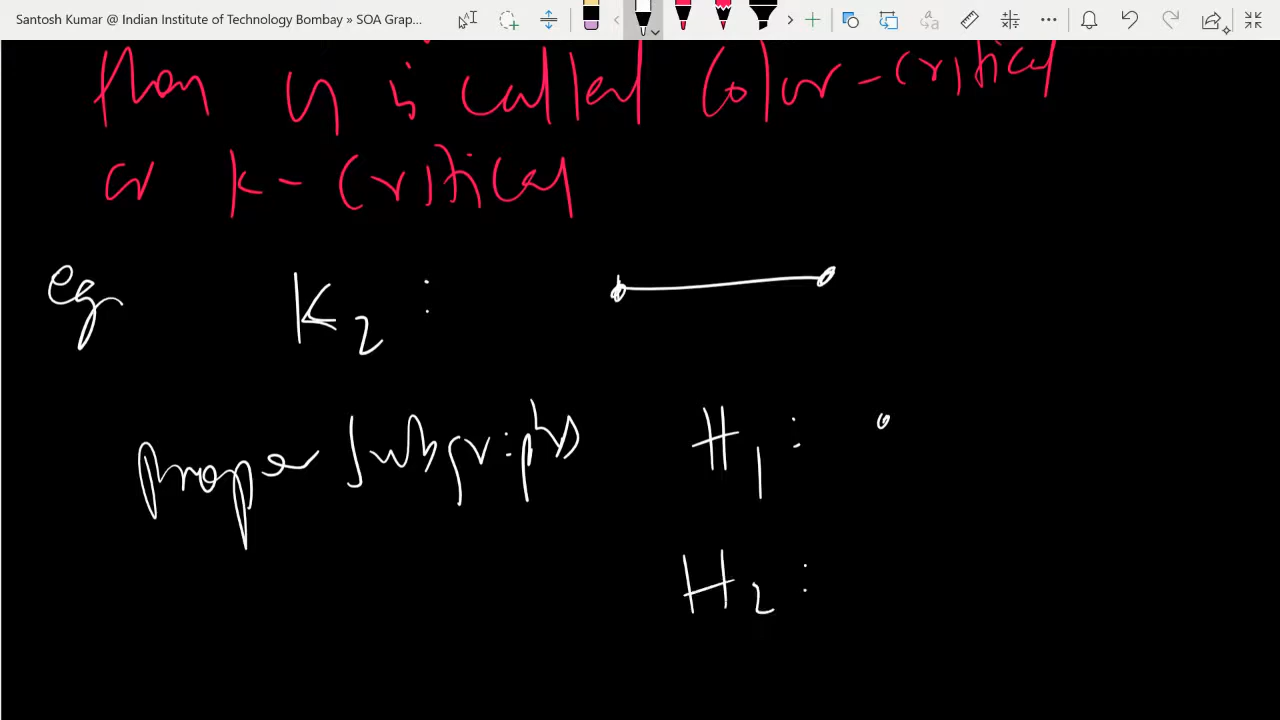 Santosh Kumar @ Indian Institute of Technology Bombay » SOA Grap...
then G is called Color-critical
or k-critical
eg K2 :
proper subgraphs H1 :
H2 :